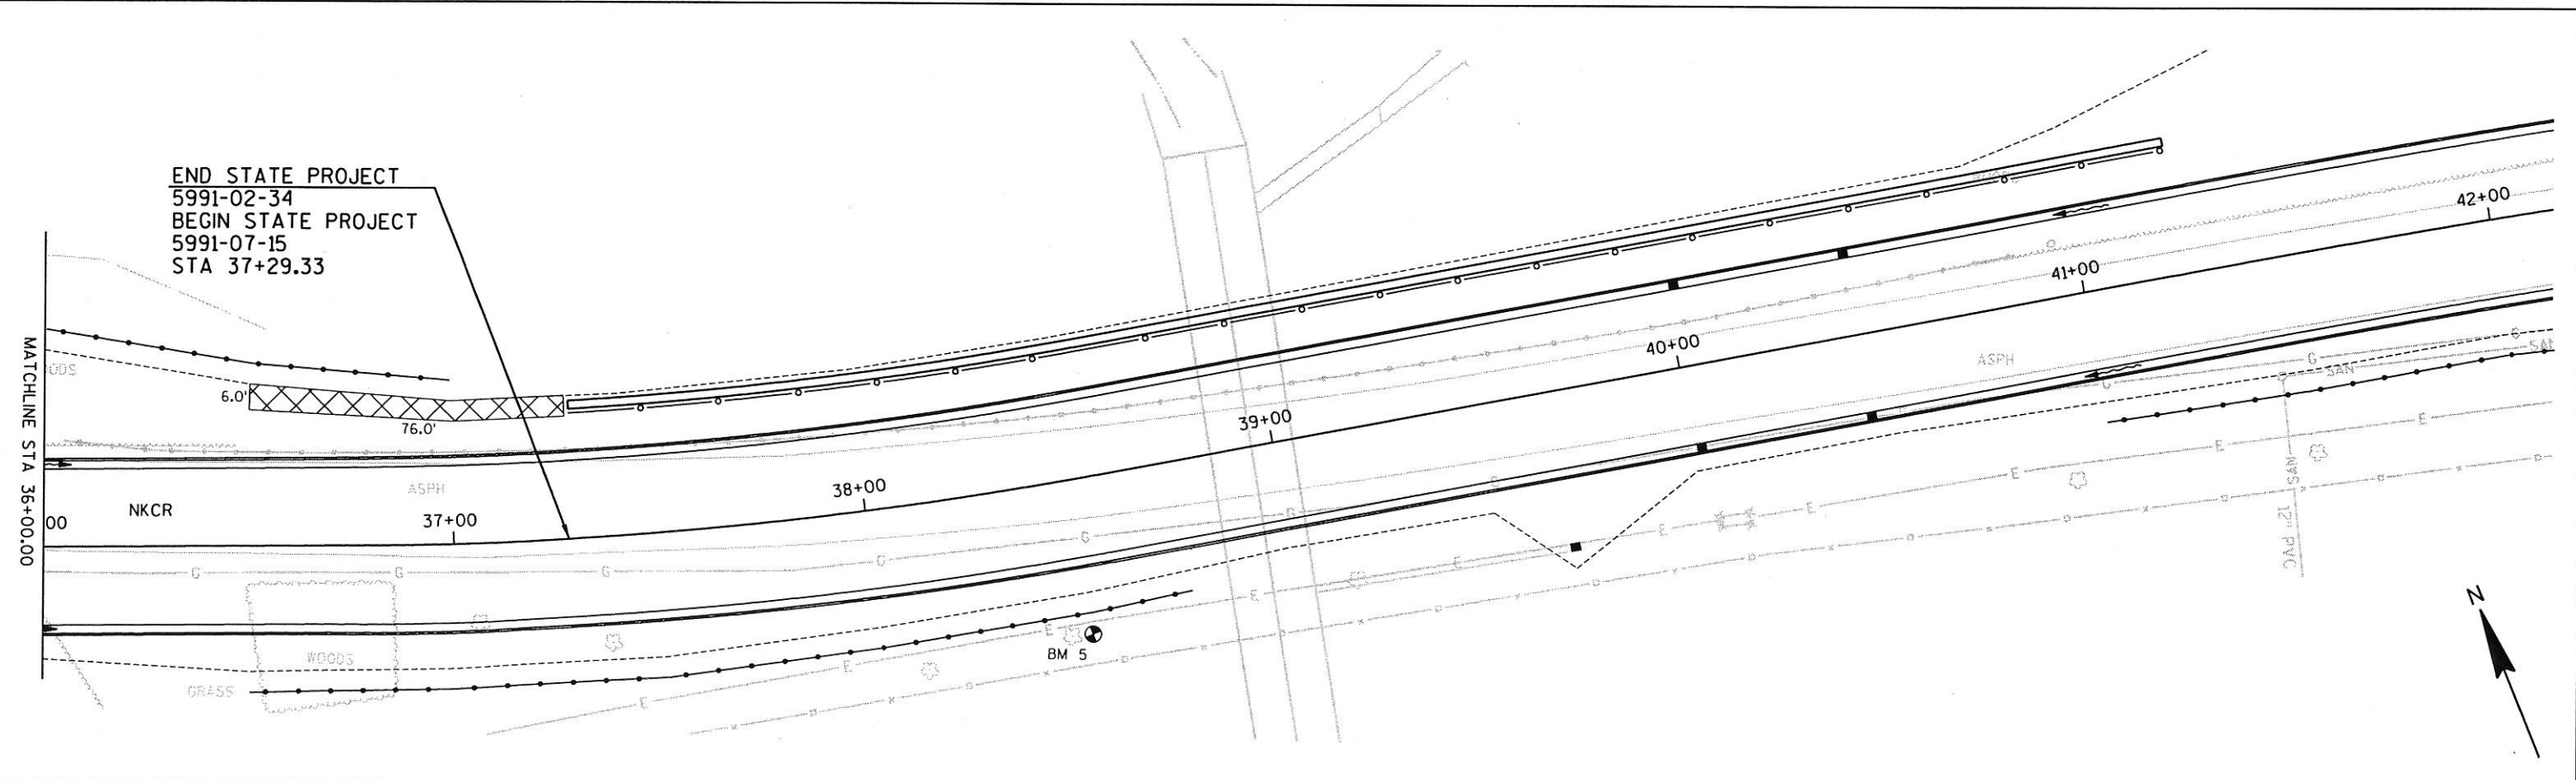 END STATE PROJECT
5991-02-34
BEGIN STATE PROJECT
5991-07-15
STA 37+29.33
MATCHLINE STA 36+00.00
6.0'
76.0'
ASPH
NKCR
00
37+00
38+00
39+00
40+00
41+00
42+00
ASPH
G
G
G
G
G
G
G
G
G
G
SAN
E
E
E
E
E
E
E
E
E
E
WOODS
GRASS
BM 5
SAN
12" PVC
N